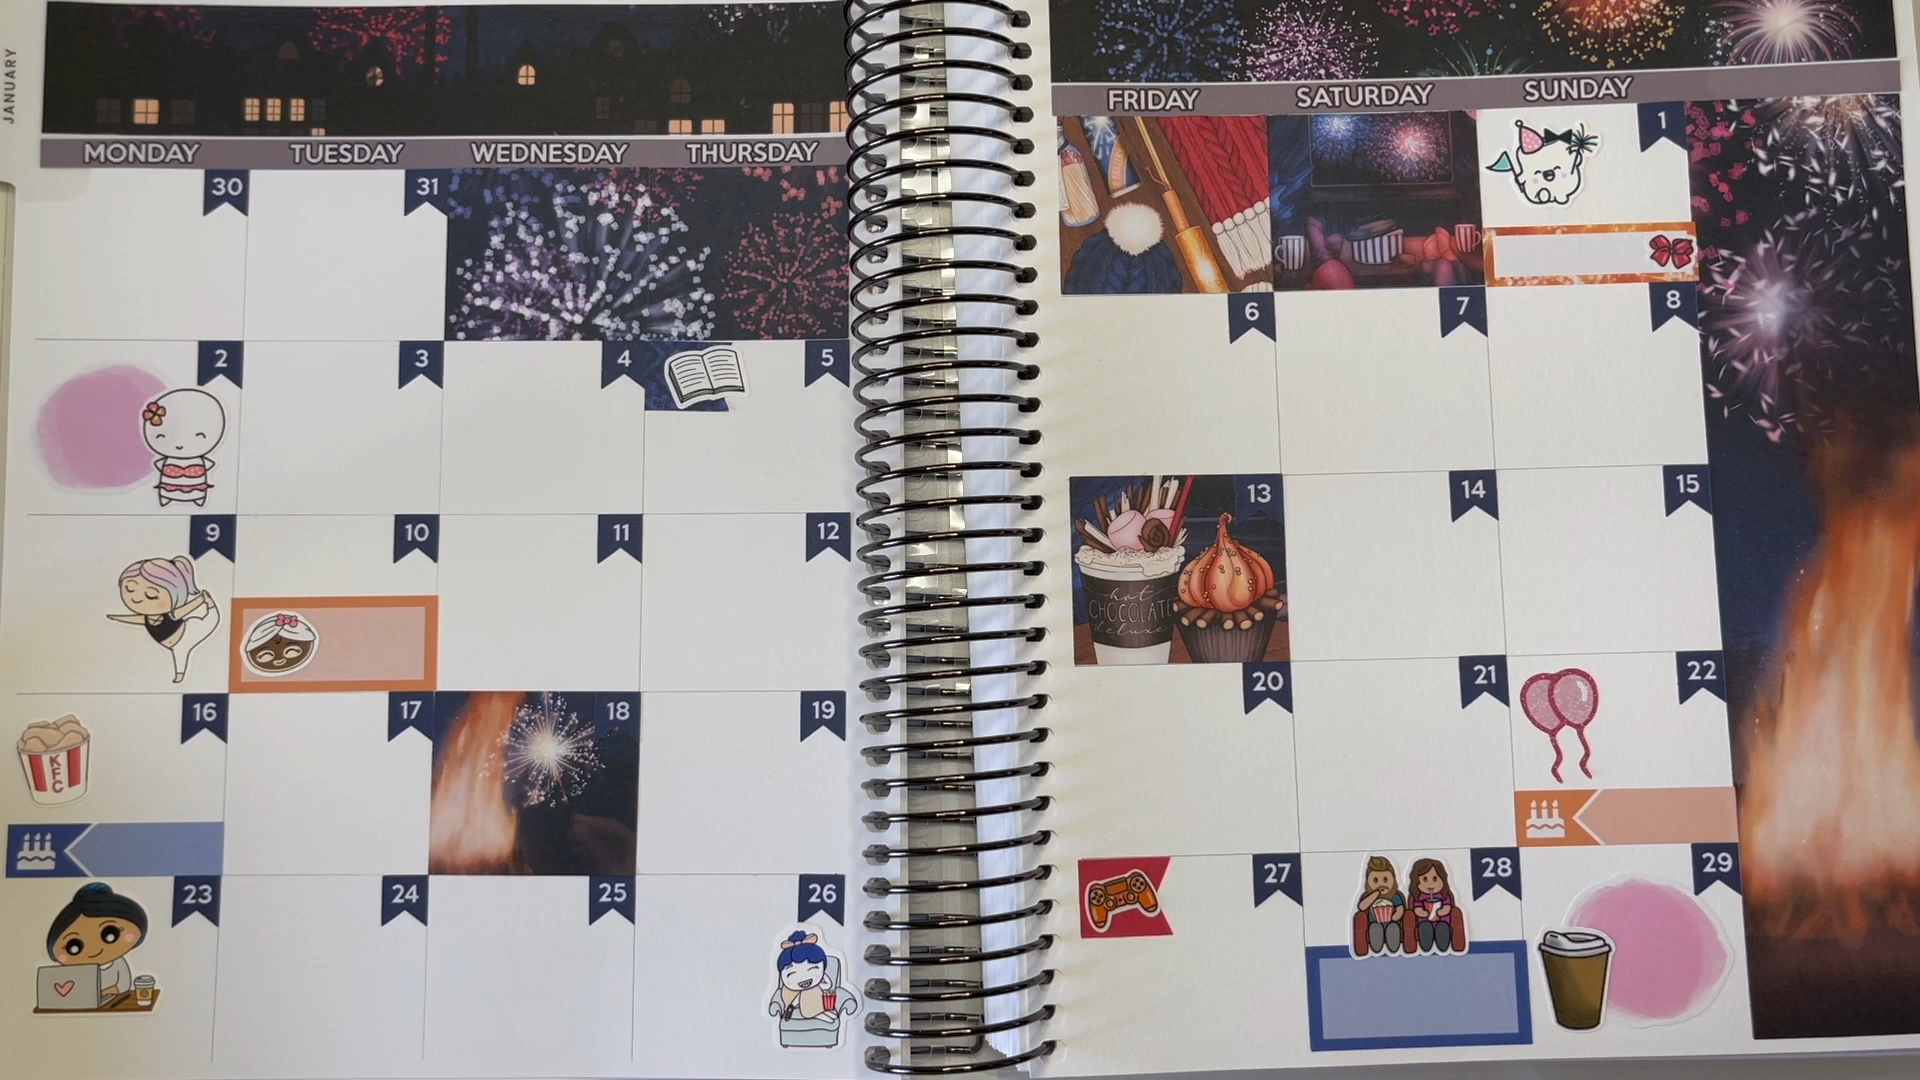 JANUARY
MONDAY TUESDAY WEDNESDAY THURSDAY FRIDAY SATURDAY SUNDAY
1
30 31
2 3 4 5 6 7 8
9 10 11 12 13 14 15
hot
CHOCOLATE
deluxe
16 17 18 19 20 21 22
KFC
23 24 25 26 27 28 29